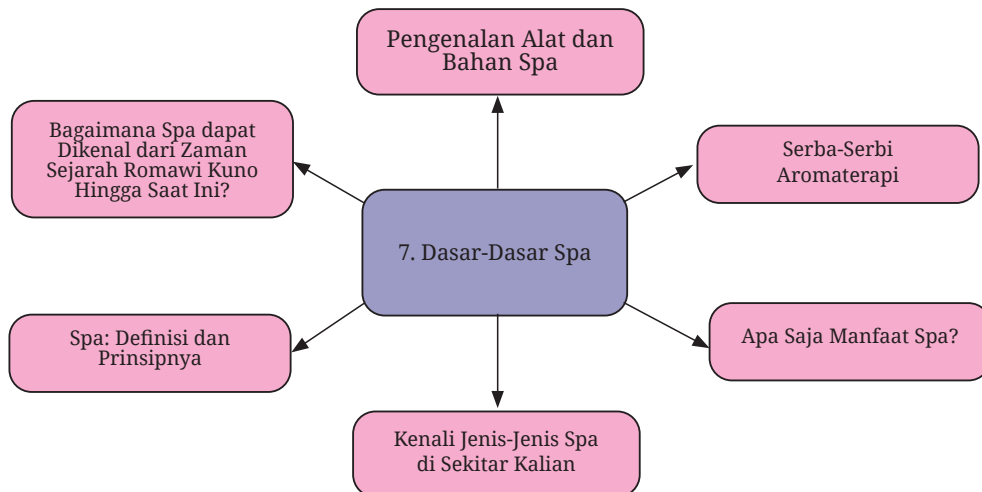 Pengenalan Alat dan
Bahan Spa
Bagaimana Spa dapat
Dikenal dari Zaman
Sejarah Romawi Kuno
Hingga Saat Ini?
Serba-Serbi
Aromaterapi
7. Dasar-Dasar Spa
Spa: Definisi dan
Prinsipnya
Apa Saja Manfaat Spa?
Kenali Jenis-Jenis Spa
di Sekitar Kalian